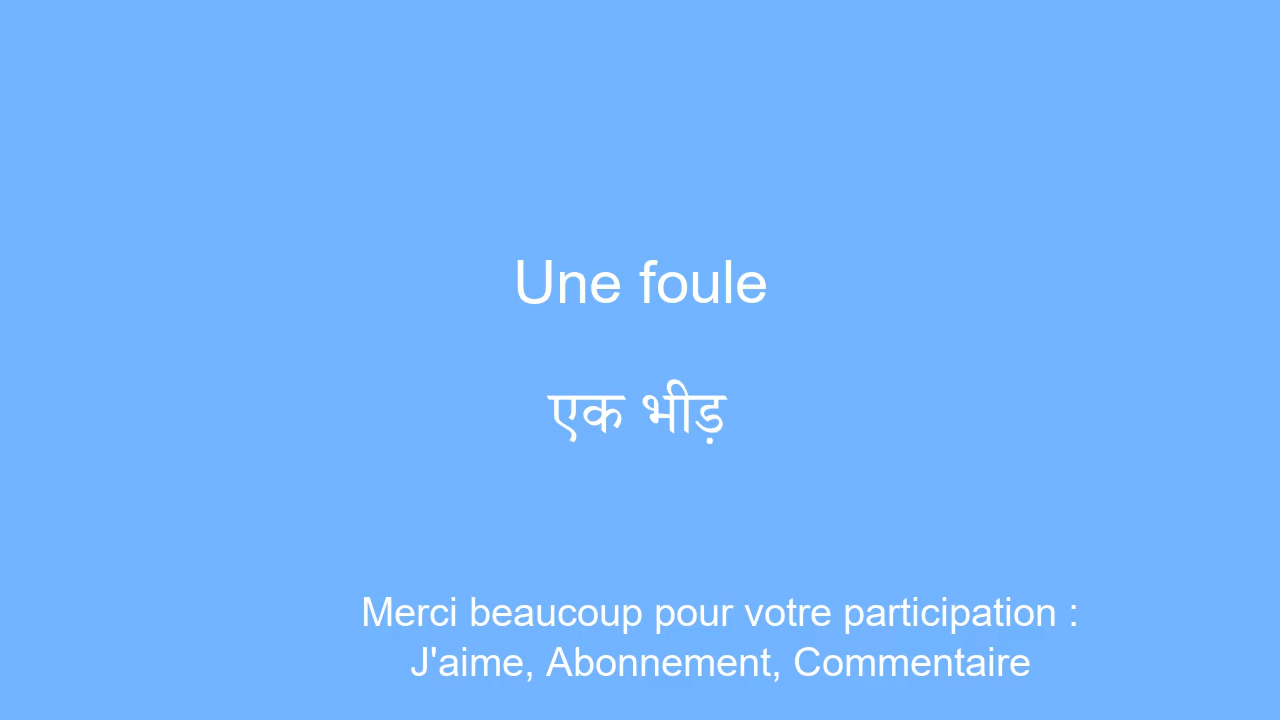 Une foule
एक भीड़
Merci beaucoup pour votre participation :
J'aime, Abonnement, Commentaire